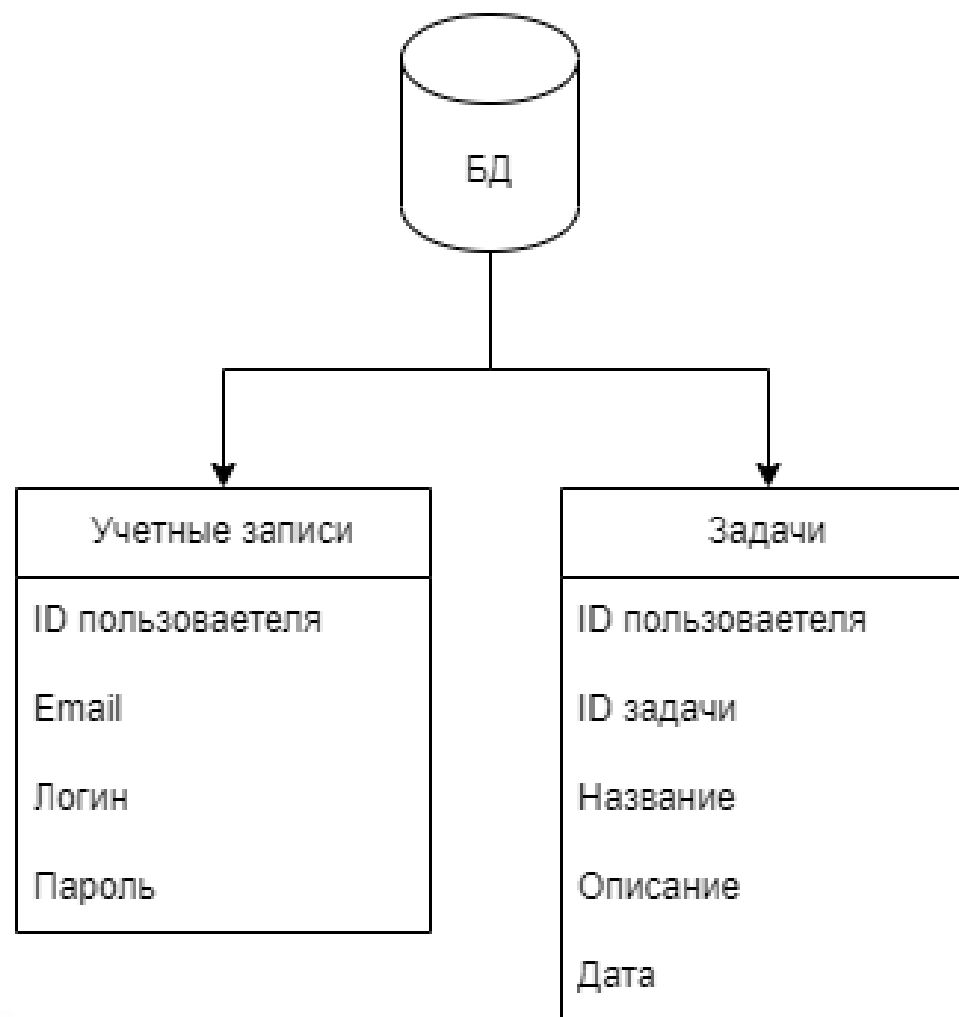 БД
Учетные записи
ID пользоваетеля
Email
Логин
Пароль
Задачи
ID пользоваетеля
ID задачи
Название
Описание
Дата